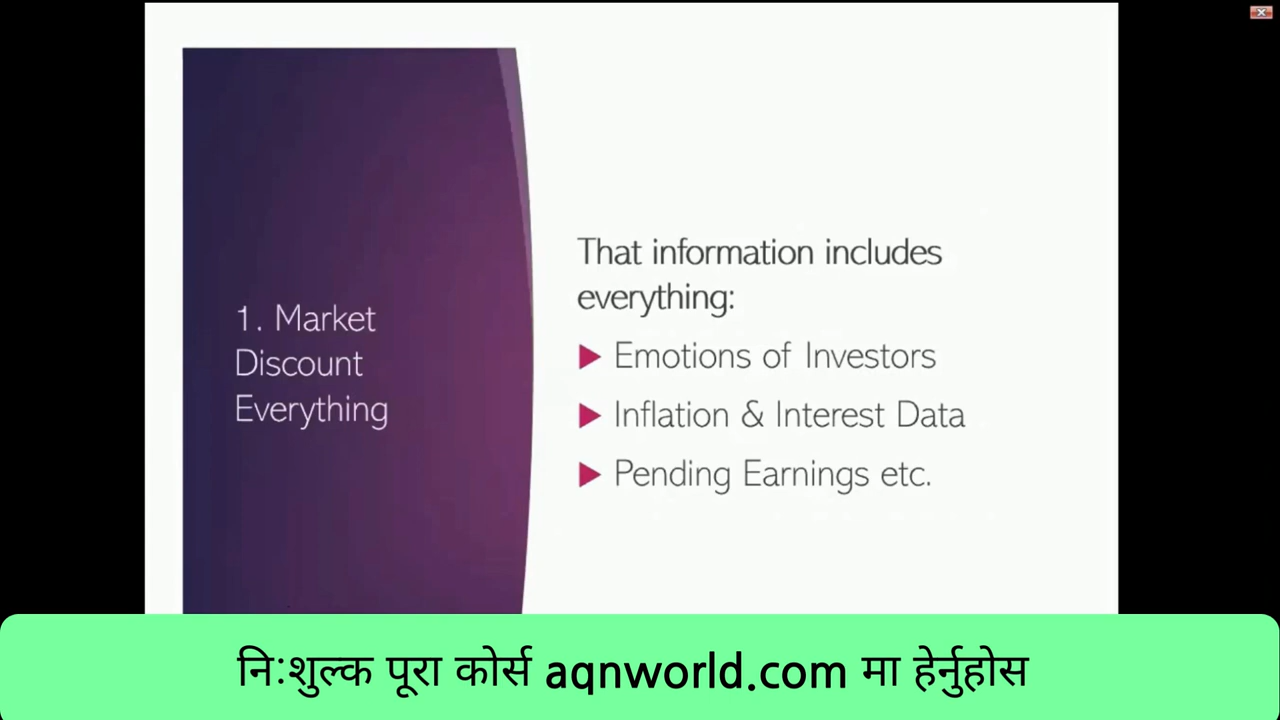 1. Market
Discount
Everything
That information includes
everything:
Emotions of Investors
Inflation & Interest Data
Pending Earnings etc.
नि:शुल्क पूरा कोर्स aqnworld.com मा हेर्नुहोस